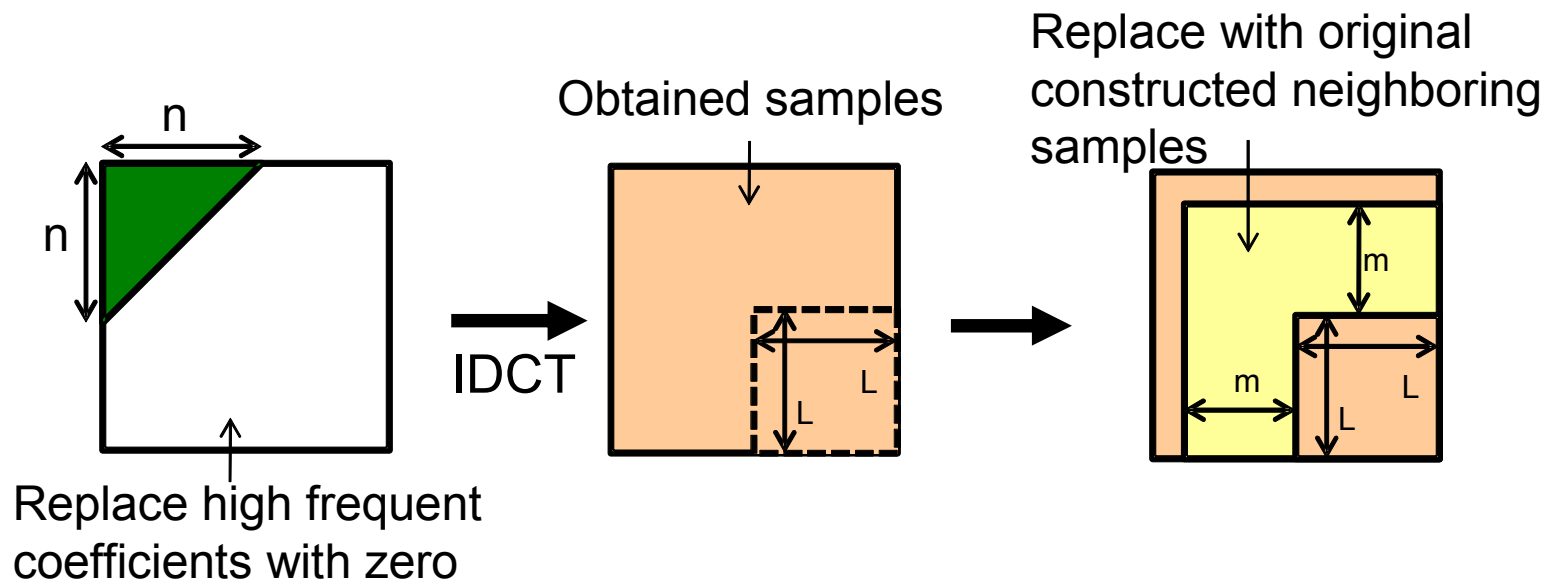 n
n
Replace high frequent
coefficients with zero
IDCT
Obtained samples
L
L
Replace with original
constructed neighboring
samples
m
m
L
L